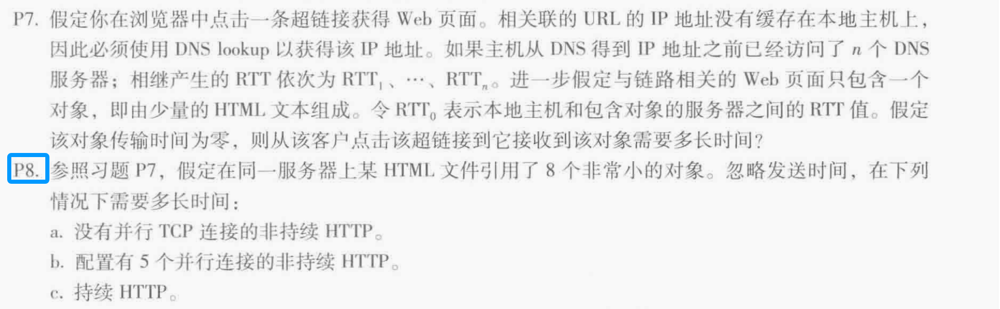 P7. 假定你在浏览器中点击一条超链接获得 Web 页面。相关联的 URL 的 IP 地址没有缓存在本地主机上，
因此必须使用 DNS lookup 以获得该 IP 地址。如果主机从 DNS 得到 IP 地址之前已经访问了 n 个 DNS
服务器；相继产生的 RTT 依次为 RTT₁、…、RTTₙ。进一步假定与链路相关的 Web 页面只包含一个
对象，即由少量的 HTML 文本组成。令 RTT₀ 表示本地主机和包含对象的服务器之间的 RTT 值。假定
该对象传输时间为零，则从该客户点击该超链接到它接收到该对象需要多长时间?
P8. 参照习题 P7，假定在同一服务器上某 HTML 文件引用了 8 个非常小的对象。忽略发送时间，在下列
情况下需要多长时间：
a. 没有并行 TCP 连接的非持续 HTTP。
b. 配置有 5 个并行连接的非持续 HTTP。
c. 持续 HTTP。